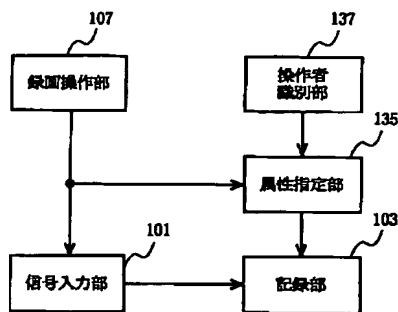 107
録画操作部
137
操作者
識別部
135
属性指定部
101
信号入力部
103
記録部